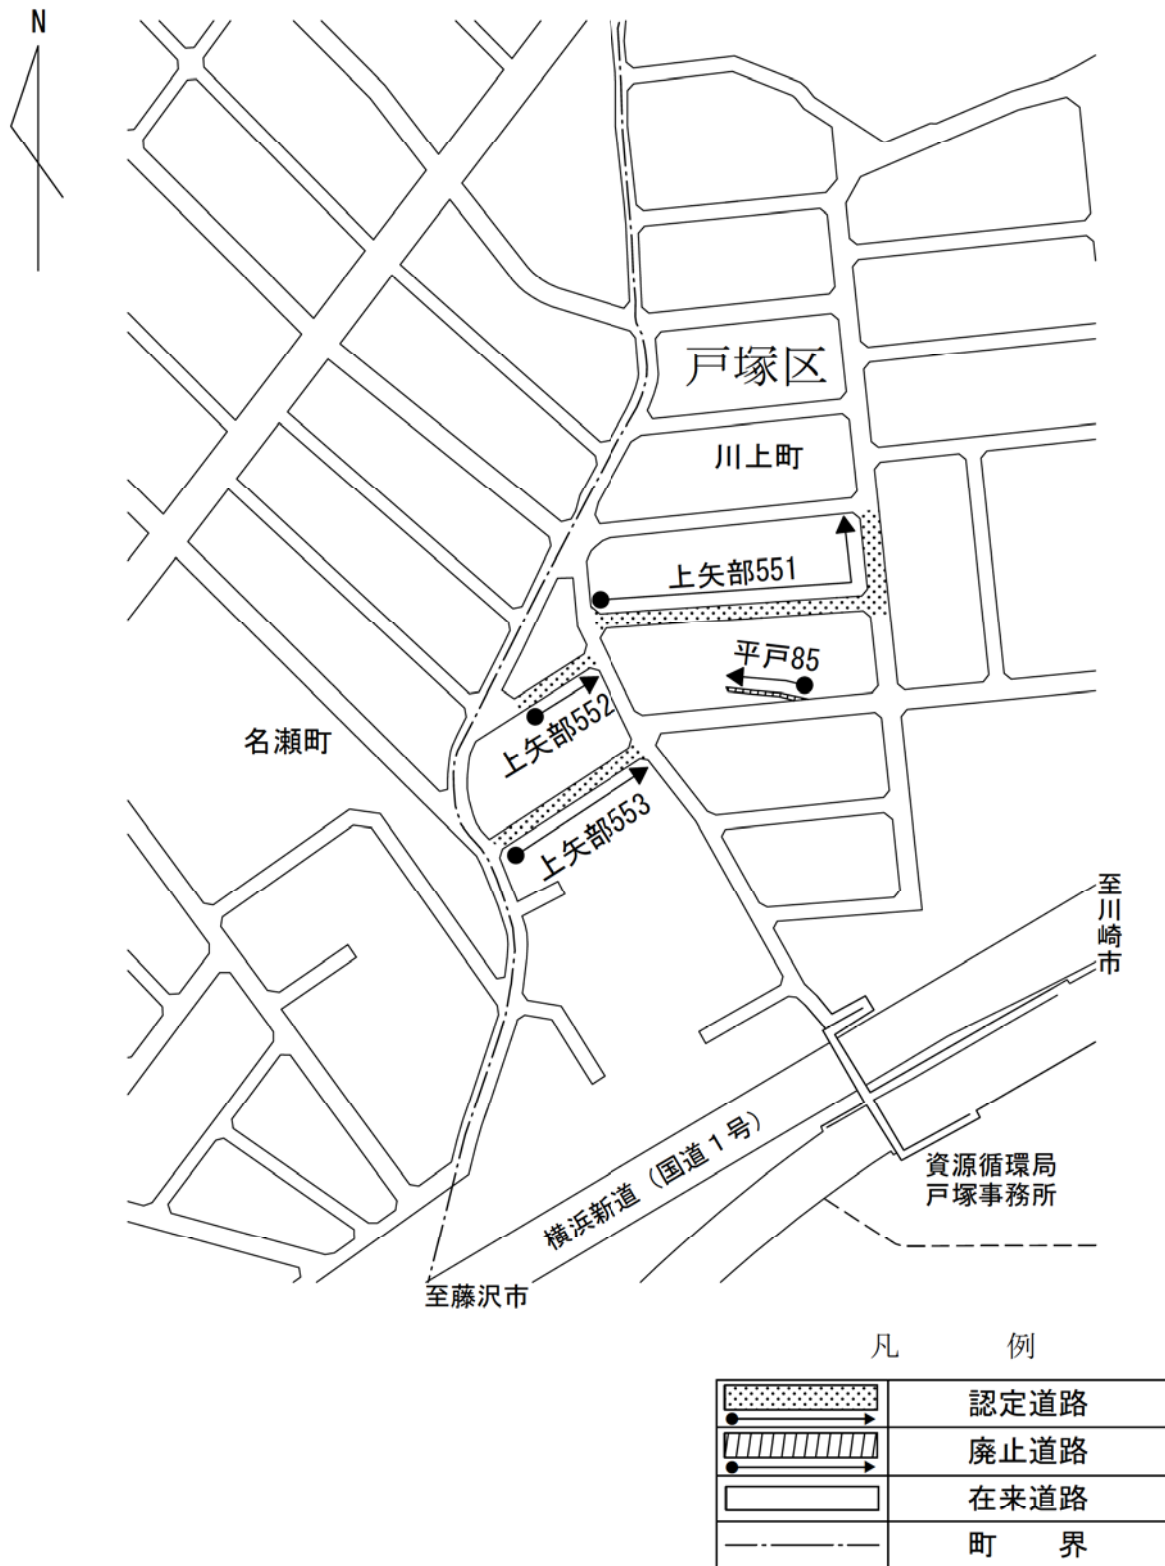 N
戸塚区
川上町
上矢部551
平戸85
上矢部552
名瀬町
上矢部553
至川崎市
横浜新道（国道１号）
資源循環局
戸塚事務所
至藤沢市
凡　例
認定道路
廃止道路
在来道路
町　界